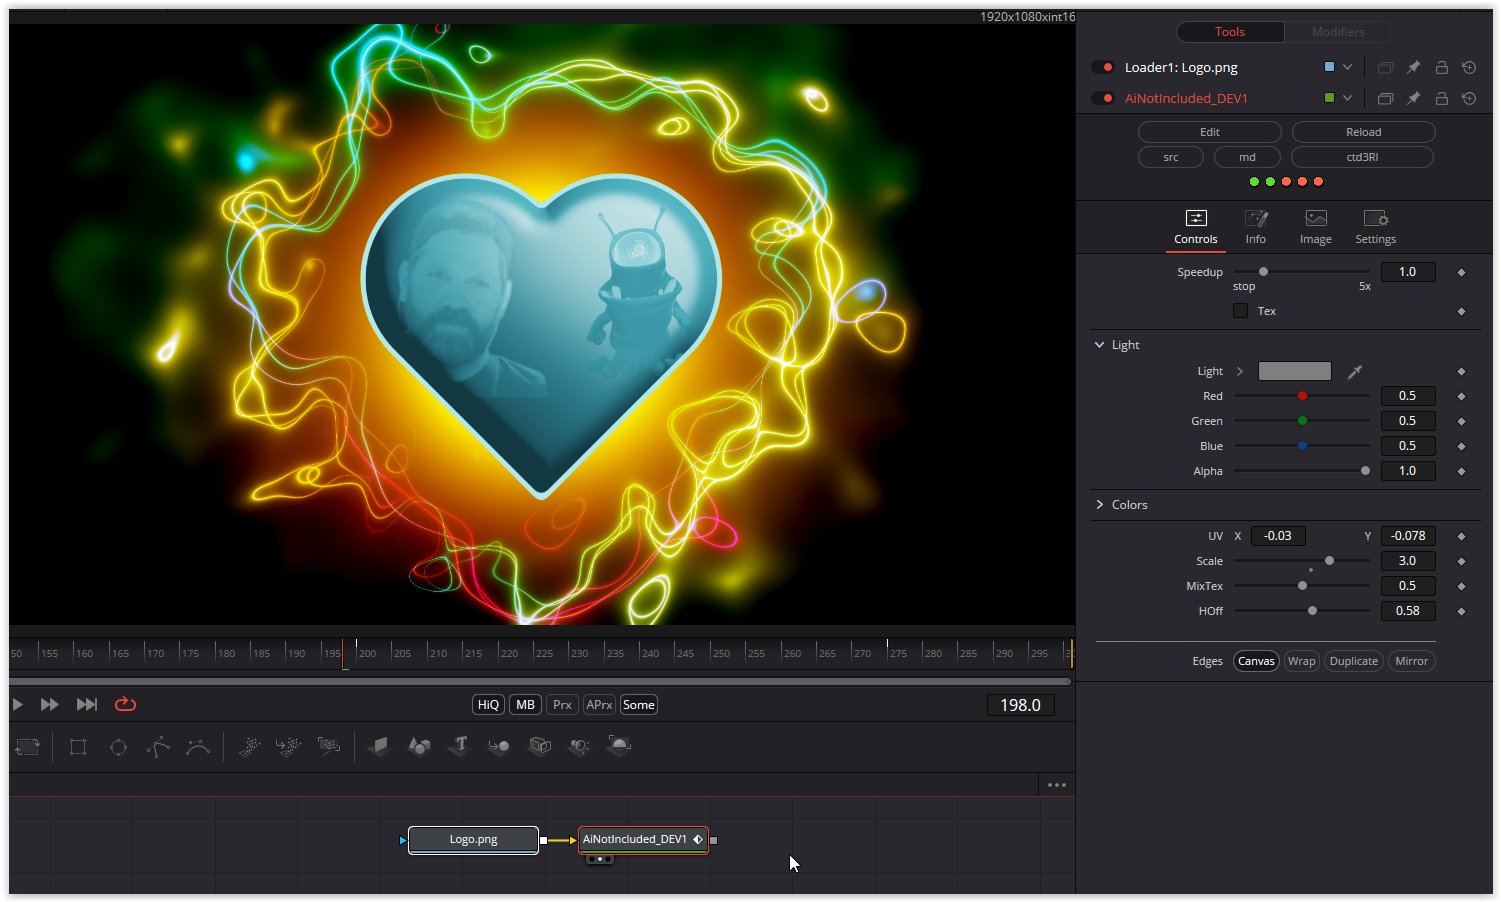 1920x1080xint16
Tools
Modifiers
Loader1: Logo.png
AiNotIncluded_DEV1
Edit
Reload
src
md
ctd3Rl
Controls
Info
Image
Settings
Speedup
1.0
stop
5x
Tex
Light
Light
Red
0.5
Green
0.5
Blue
0.5
Alpha
1.0
Colors
UV
X
-0.03
Y
-0.078
Scale
3.0
MixTex
0.5
HOff
0.58
Edges
Canvas
Wrap
Duplicate
Mirror
50 155 160 165 170 175 180 185 190 195 200 205 210 215 220 225 230 235 240 245 250 255 260 265 270 275 280 285 290 295
HiQ
MB
Prx
APrx
Some
198.0
Logo.png
AiNotIncluded_DEV1